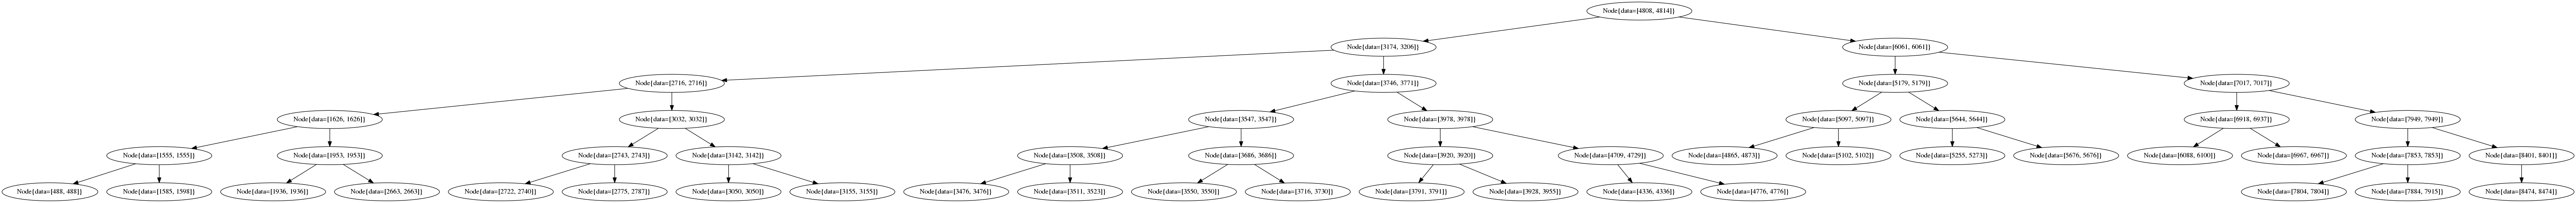 Node{data=[4808, 4814]}
Node{data=[3174, 3206]}
Node{data=[6061, 6061]}
Node{data=[2716, 2716]}
Node{data=[3746, 3771]}
Node{data=[5179, 5179]}
Node{data=[7017, 7017]}
Node{data=[1626, 1626]}
Node{data=[3032, 3032]}
Node{data=[3547, 3547]}
Node{data=[3978, 3978]}
Node{data=[5097, 5097]}
Node{data=[5644, 5644]}
Node{data=[6918, 6937]}
Node{data=[7949, 7949]}
Node{data=[1555, 1555]}
Node{data=[1953, 1953]}
Node{data=[2743, 2743]}
Node{data=[3142, 3142]}
Node{data=[3508, 3508]}
Node{data=[3686, 3686]}
Node{data=[3920, 3920]}
Node{data=[4709, 4729]}
Node{data=[4865, 4873]}
Node{data=[5102, 5102]}
Node{data=[5255, 5273]}
Node{data=[5676, 5676]}
Node{data=[6088, 6100]}
Node{data=[6967, 6967]}
Node{data=[7853, 7853]}
Node{data=[8401, 8401]}
Node{data=[488, 488]}
Node{data=[1585, 1598]}
Node{data=[1936, 1936]}
Node{data=[2663, 2663]}
Node{data=[2722, 2740]}
Node{data=[2775, 2787]}
Node{data=[3050, 3050]}
Node{data=[3155, 3155]}
Node{data=[3476, 3476]}
Node{data=[3511, 3523]}
Node{data=[3550, 3550]}
Node{data=[3716, 3730]}
Node{data=[3791, 3791]}
Node{data=[3928, 3955]}
Node{data=[4336, 4336]}
Node{data=[4776, 4776]}
Node{data=[7804, 7804]}
Node{data=[7884, 7915]}
Node{data=[8474, 8474]}